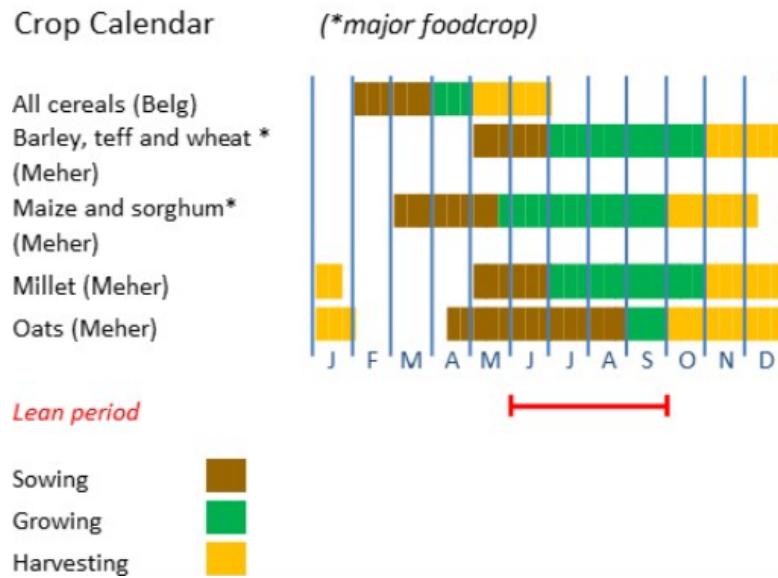 Crop Calendar (*major foodcrop)
All cereals (Belg)
Barley, teff and wheat *
(Meher)
Maize and sorghum*
(Meher)
Millet (Meher)
Oats (Meher)
J F M A M J J A S O N D
Lean period
Sowing
Growing
Harvesting